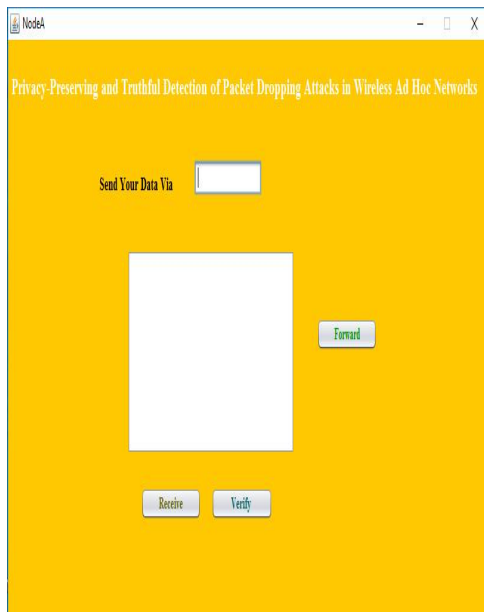 NodeA
Privacy-Preserving and Truthful Detection of Packet Dropping Attacks in Wireless Ad Hoc Networks
Send Your Data Via
Forward
Receive Verify